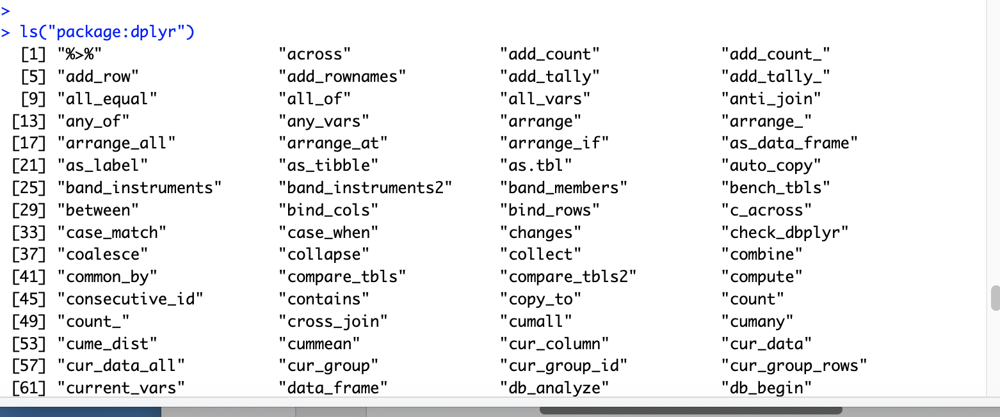 >
> ls("package:dplyr")
[1] "%>%" "across" "add_count" "add_count_"
[5] "add_row" "add_rownames" "add_tally" "add_tally_"
[9] "all_equal" "all_of" "all_vars" "anti_join"
[13] "any_of" "any_vars" "arrange" "arrange_"
[17] "arrange_all" "arrange_at" "arrange_if" "as_data_frame"
[21] "as_label" "as_tibble" "as.tbl" "auto_copy"
[25] "band_instruments" "band_instruments2" "band_members" "bench_tbls"
[29] "between" "bind_cols" "bind_rows" "c_across"
[33] "case_match" "case_when" "changes" "check_dbplyr"
[37] "coalesce" "collapse" "collect" "combine"
[41] "common_by" "compare_tbls" "compare_tbls2" "compute"
[45] "consecutive_id" "contains" "copy_to" "count"
[49] "count_" "cross_join" "cumall" "cumany"
[53] "cume_dist" "cummean" "cur_column" "cur_data"
[57] "cur_data_all" "cur_group" "cur_group_id" "cur_group_rows"
[61] "current_vars" "data_frame" "db_analyze" "db_begin"